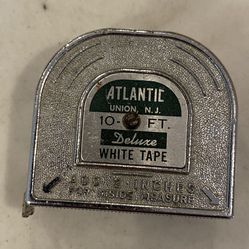 ATLANTIC
UNION, N.J.
10- FT.
Deluxe
WHITE TAPE
ADD 2 INCHES
FOR INSIDE MEASURE